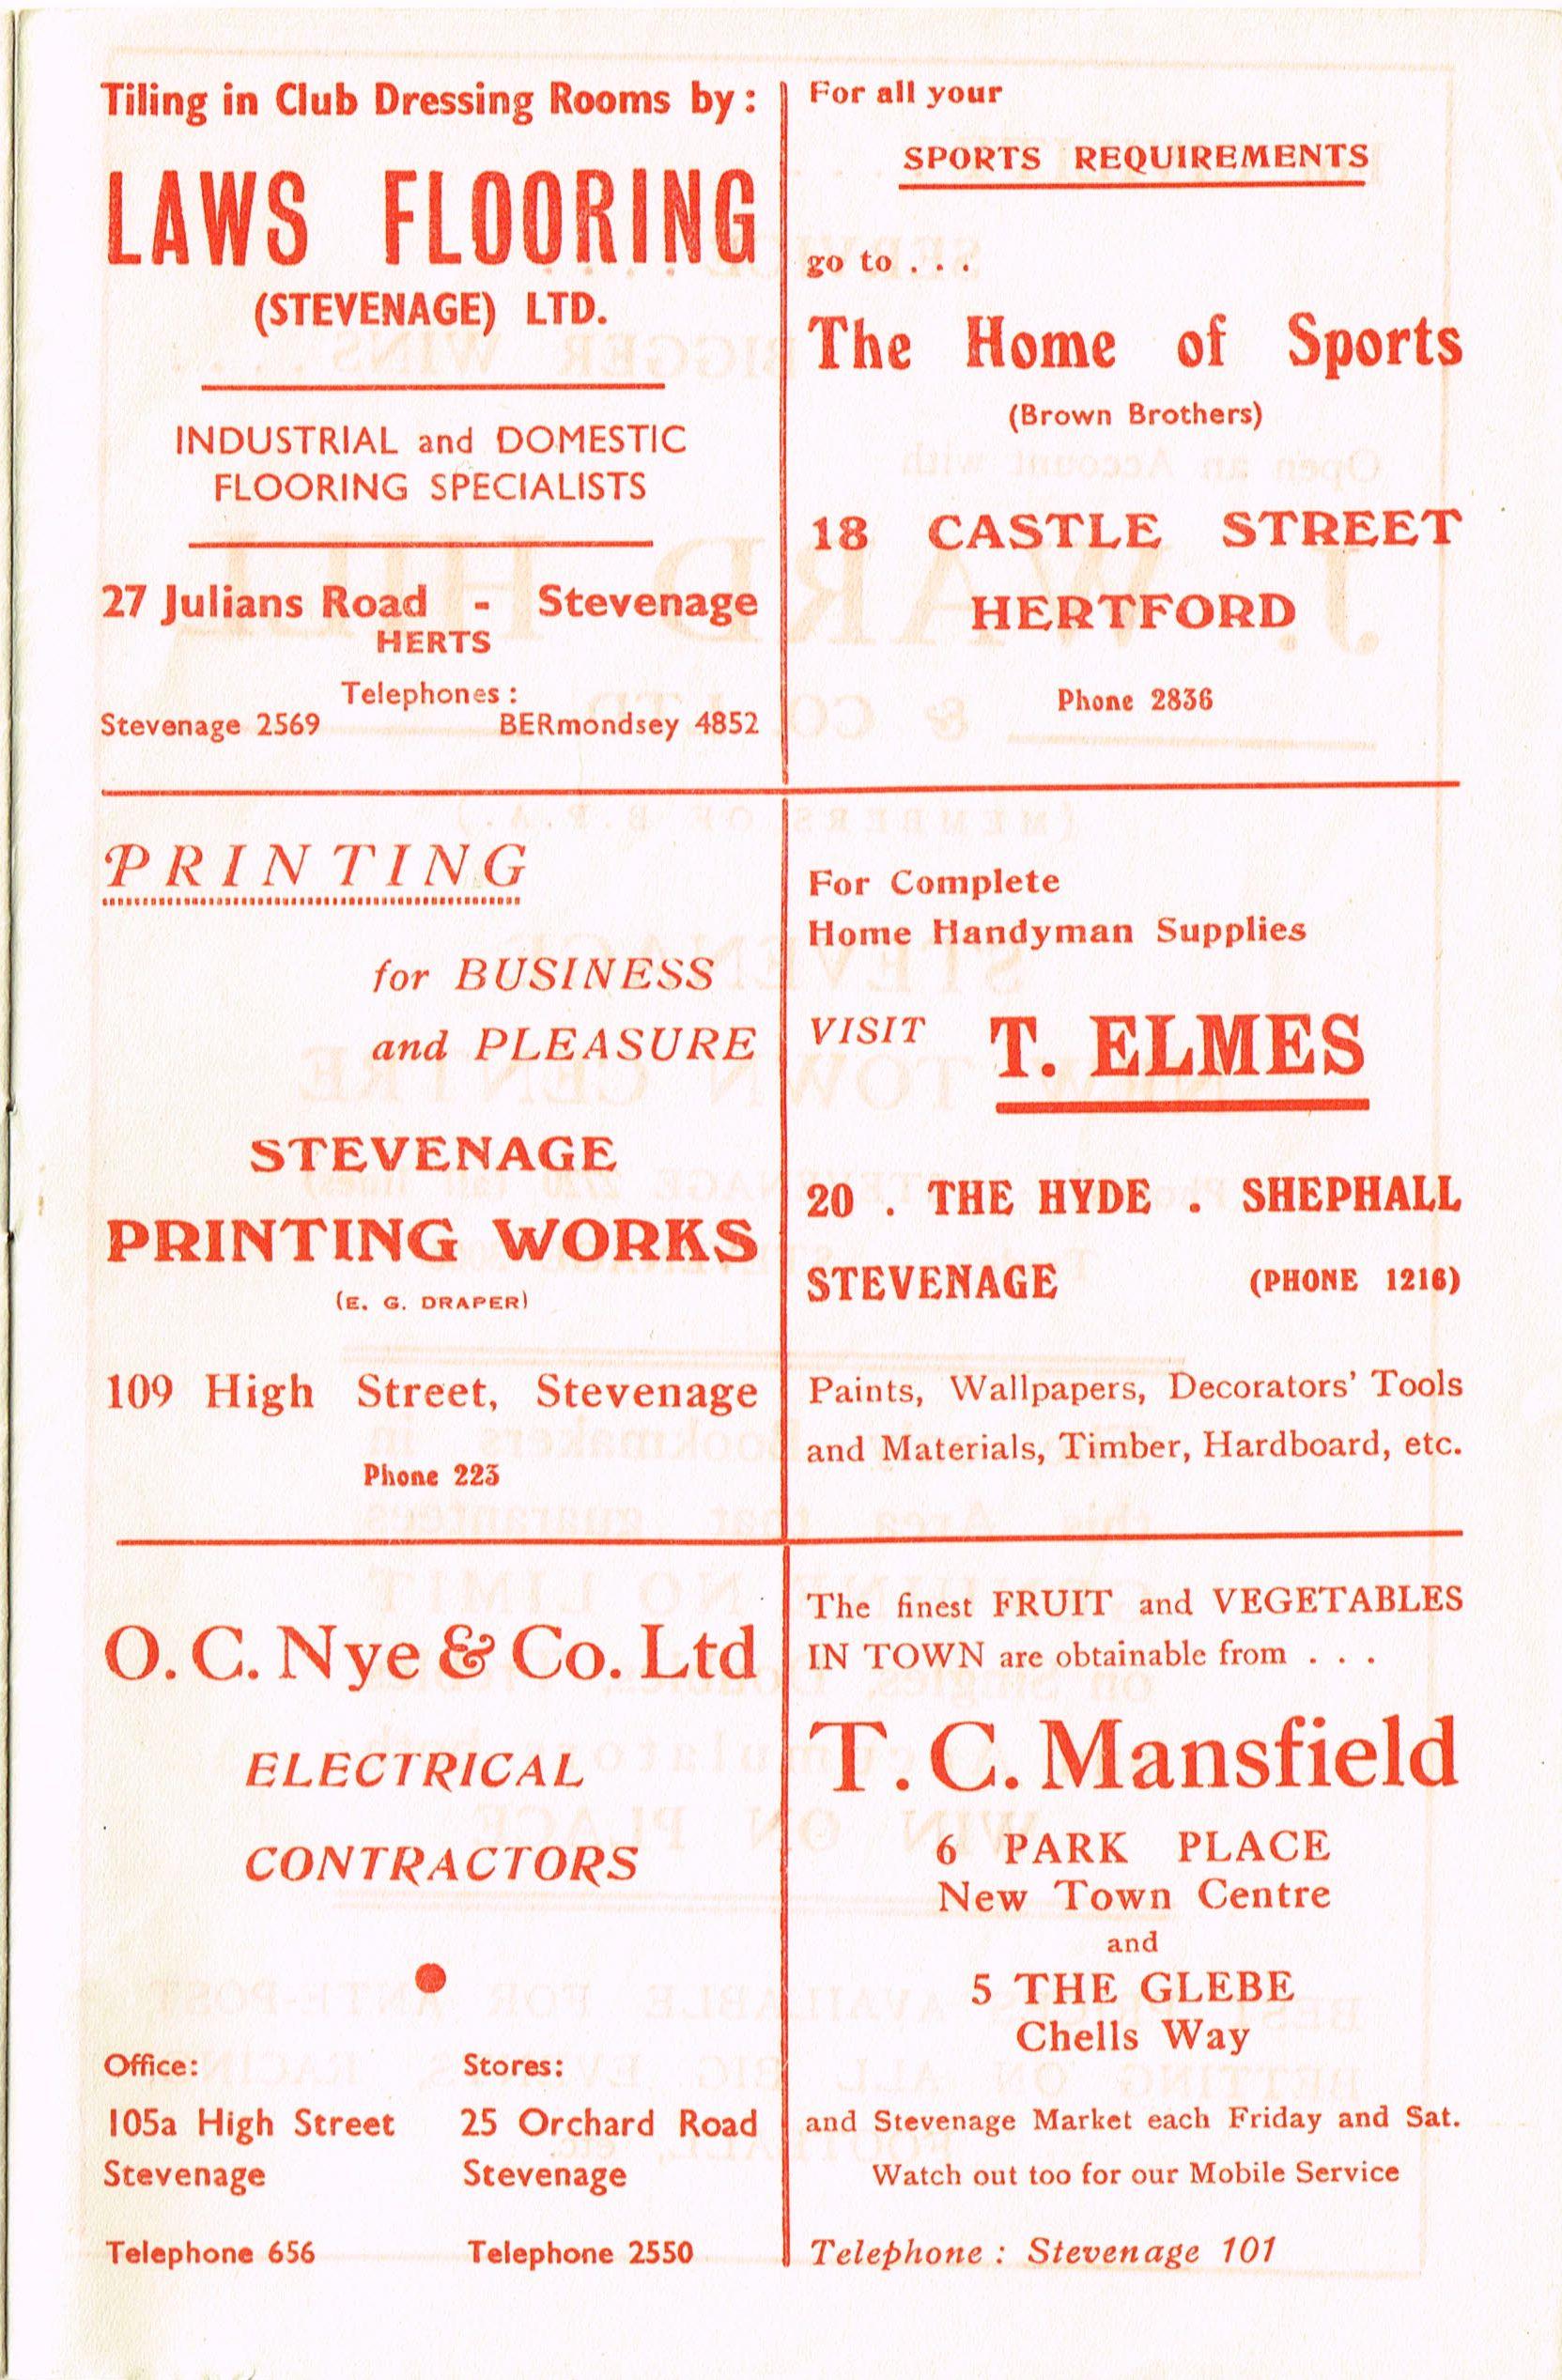 Tiling in Club Dressing Rooms by:
LAWS FLOORING
(STEVENAGE) LTD.
INDUSTRIAL and DOMESTIC
FLOORING SPECIALISTS
27 Julians Road - Stevenage
HERTS
Telephones:
Stevenage 2569 BERmondsey 4852
For all your
SPORTS REQUIREMENTS
go to . . .
The Home of Sports
(Brown Brothers)
18 CASTLE STREET
HERTFORD
Phone 2836
PRINTING
for BUSINESS
and PLEASURE
STEVENAGE
PRINTING WORKS
(E. G. DRAPER)
109 High Street, Stevenage
Phone 223
For Complete
Home Handyman Supplies
VISIT T. ELMES
20 . THE HYDE . SHEPHALL
STEVENAGE (PHONE 1216)
Paints, Wallpapers, Decorators' Tools
and Materials, Timber, Hardboard, etc.
O. C. Nye & Co. Ltd
ELECTRICAL
CONTRACTORS
Office: Stores:
105a High Street 25 Orchard Road
Stevenage Stevenage
Telephone 656 Telephone 2550
The finest FRUIT and VEGETABLES
IN TOWN are obtainable from . . .
T. C. Mansfield
6 PARK PLACE
New Town Centre
and
5 THE GLEBE
Chells Way
and Stevenage Market each Friday and Sat.
Watch out too for our Mobile Service
Telephone : Stevenage 101